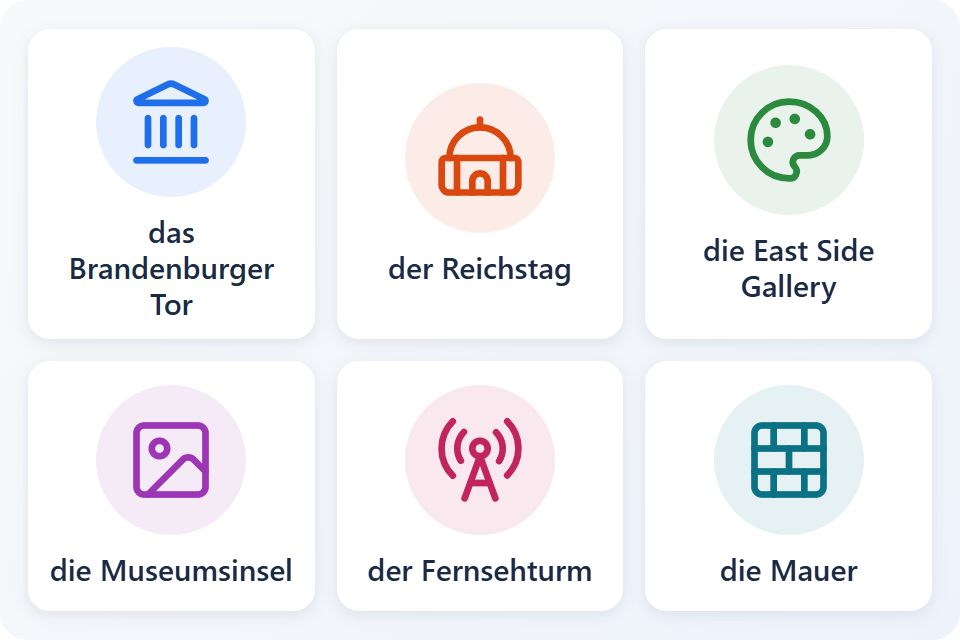 das
Brandenburger
Tor
der Reichstag
die East Side
Gallery
die Museumsinsel
der Fernsehturm
die Mauer